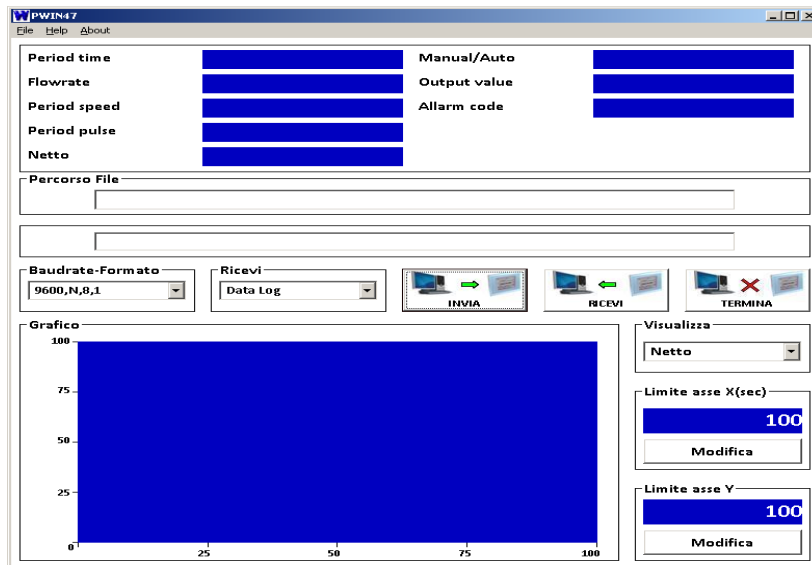 PWIN47
File Help About
Period time
Manual/Auto
Flowrate
Output value
Period speed
Allarm code
Period pulse
Netto
Percorso File
Baudrate-Formato
9600,N,8,1
Ricevi
Data Log
INVIA
RICEVI
TERMINA
Grafico
100
75
50
25
0
25 50 75 100
Visualizza
Netto
Limite asse X(sec)
100
Modifica
Limite asse Y
100
Modifica